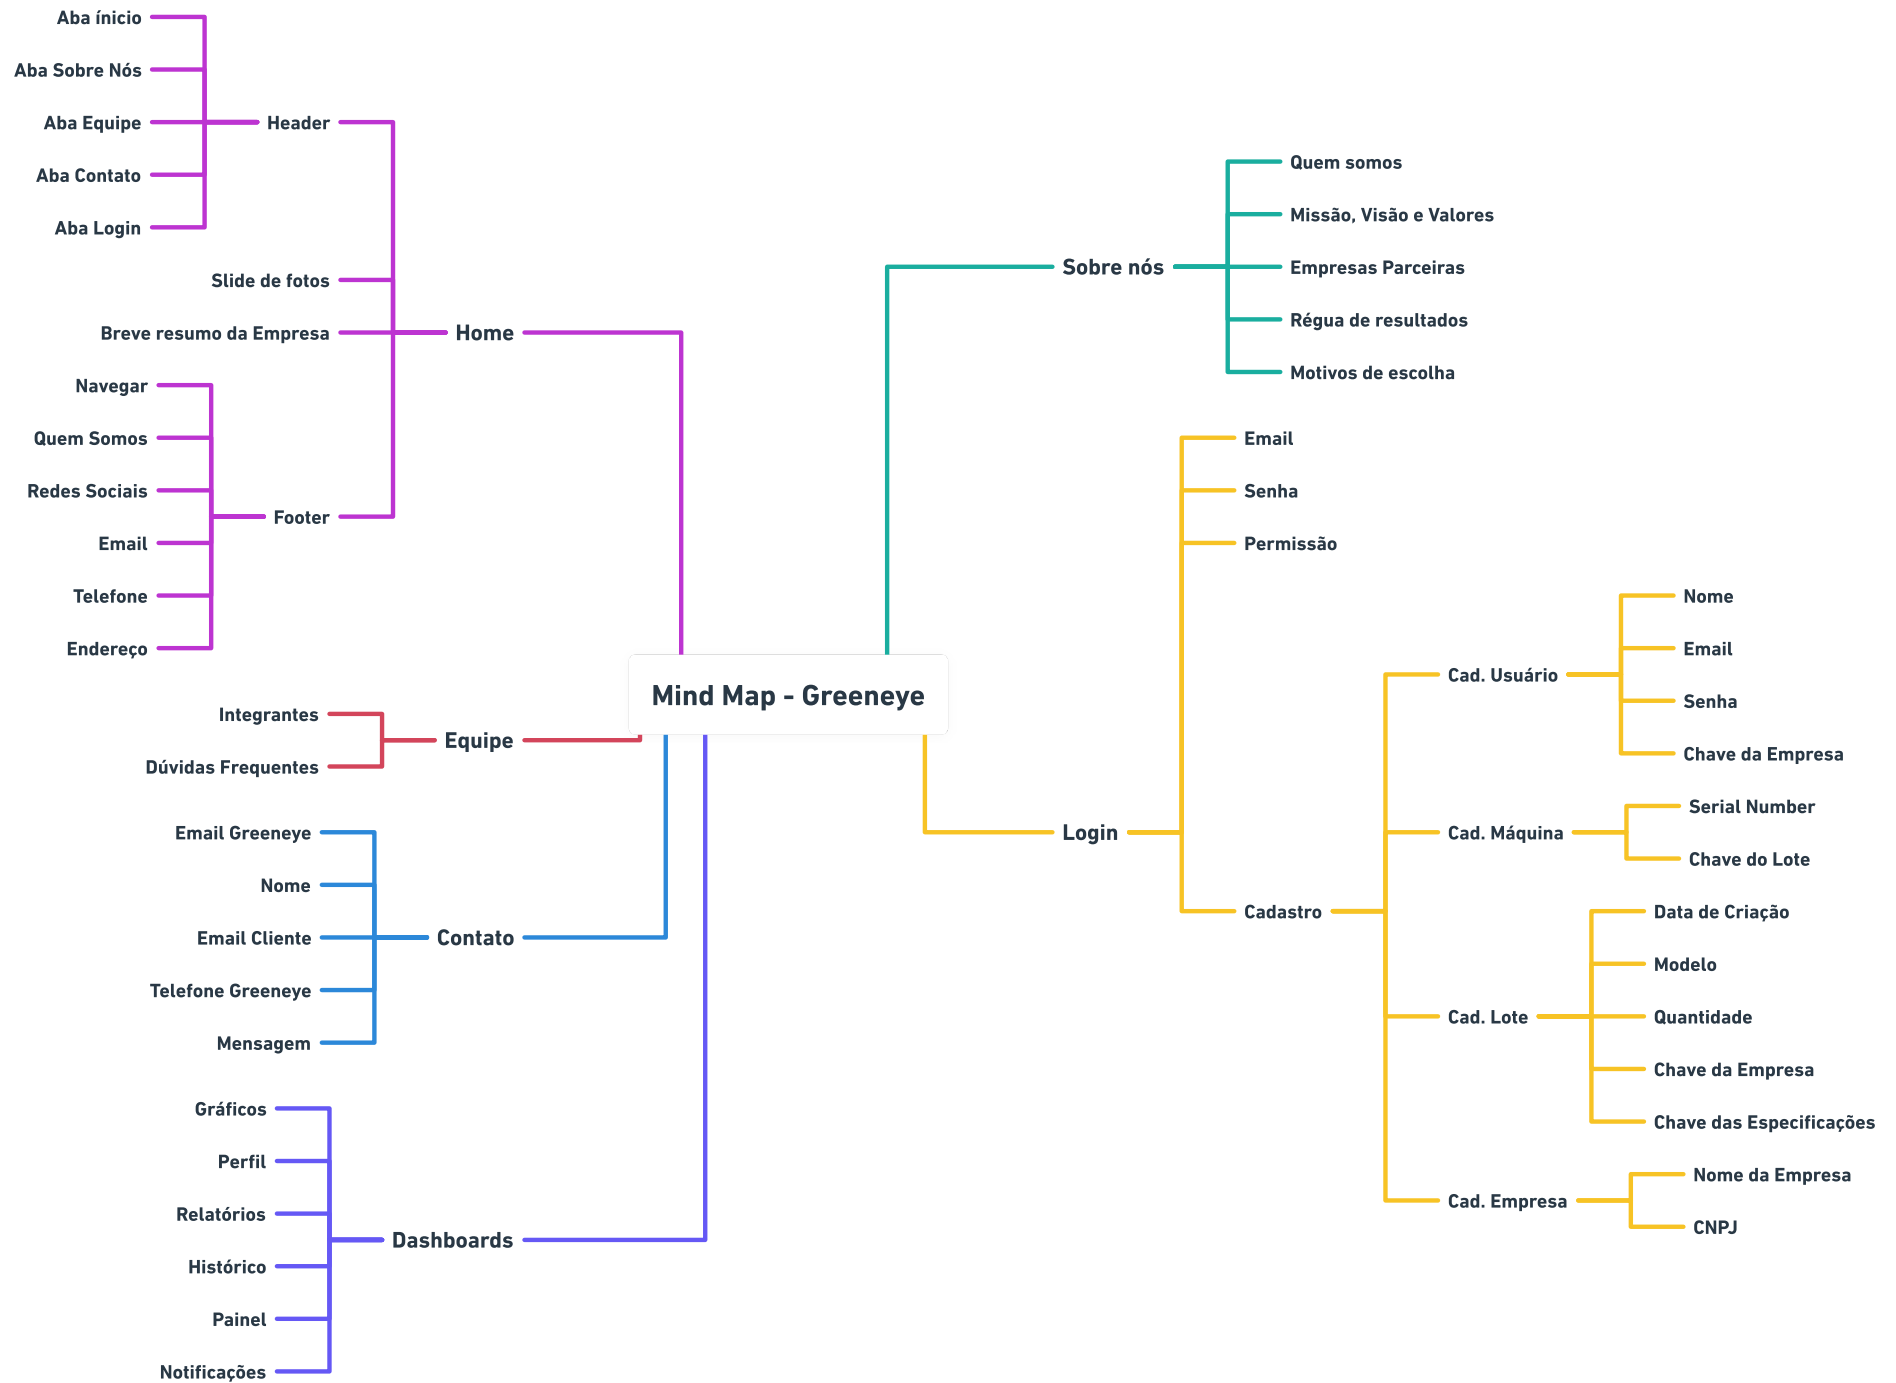 Mind Map - Greeneye
Home
Header
Aba ínicio
Aba Sobre Nós
Aba Equipe
Aba Contato
Aba Login
Slide de fotos
Breve resumo da Empresa
Footer
Navegar
Quem Somos
Redes Sociais
Email
Telefone
Endereço
Equipe
Integrantes
Dúvidas Frequentes
Contato
Email Greeneye
Nome
Email Cliente
Telefone Greeneye
Mensagem
Dashboards
Gráficos
Perfil
Relatórios
Histórico
Painel
Notificações
Sobre nós
Quem somos
Missão, Visão e Valores
Empresas Parceiras
Régua de resultados
Motivos de escolha
Login
Email
Senha
Permissão
Cadastro
Cad. Usuário
Nome
Email
Senha
Chave da Empresa
Cad. Máquina
Serial Number
Chave do Lote
Cad. Lote
Data de Criação
Modelo
Quantidade
Chave da Empresa
Chave das Especificações
Cad. Empresa
Nome da Empresa
CNPJ